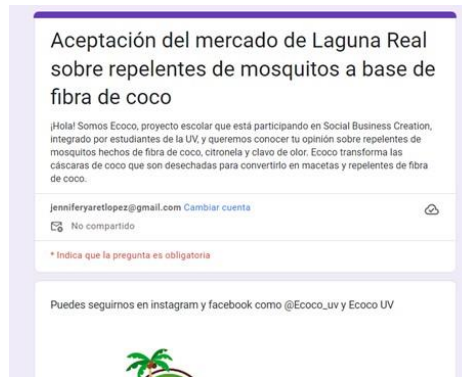 Aceptación del mercado de Laguna Real
sobre repelentes de mosquitos a base de
fibra de coco
¡Hola! Somos Ecoco, proyecto escolar que está participando en Social Business Creation,
integrado por estudiantes de la UV, y queremos conocer tu opinión sobre repelentes de
mosquitos hechos de fibra de coco, citronela y clavo de olor. Ecoco transforma las
cáscaras de coco que son desechadas para convertirlo en macetas y repelentes de fibra
de coco.
jenniferyaretlopez@gmail.com Cambiar cuenta
No compartido
* Indica que la pregunta es obligatoria
Puedes seguirnos en instagram y facebook como @Ecoco_uv y Ecoco UV